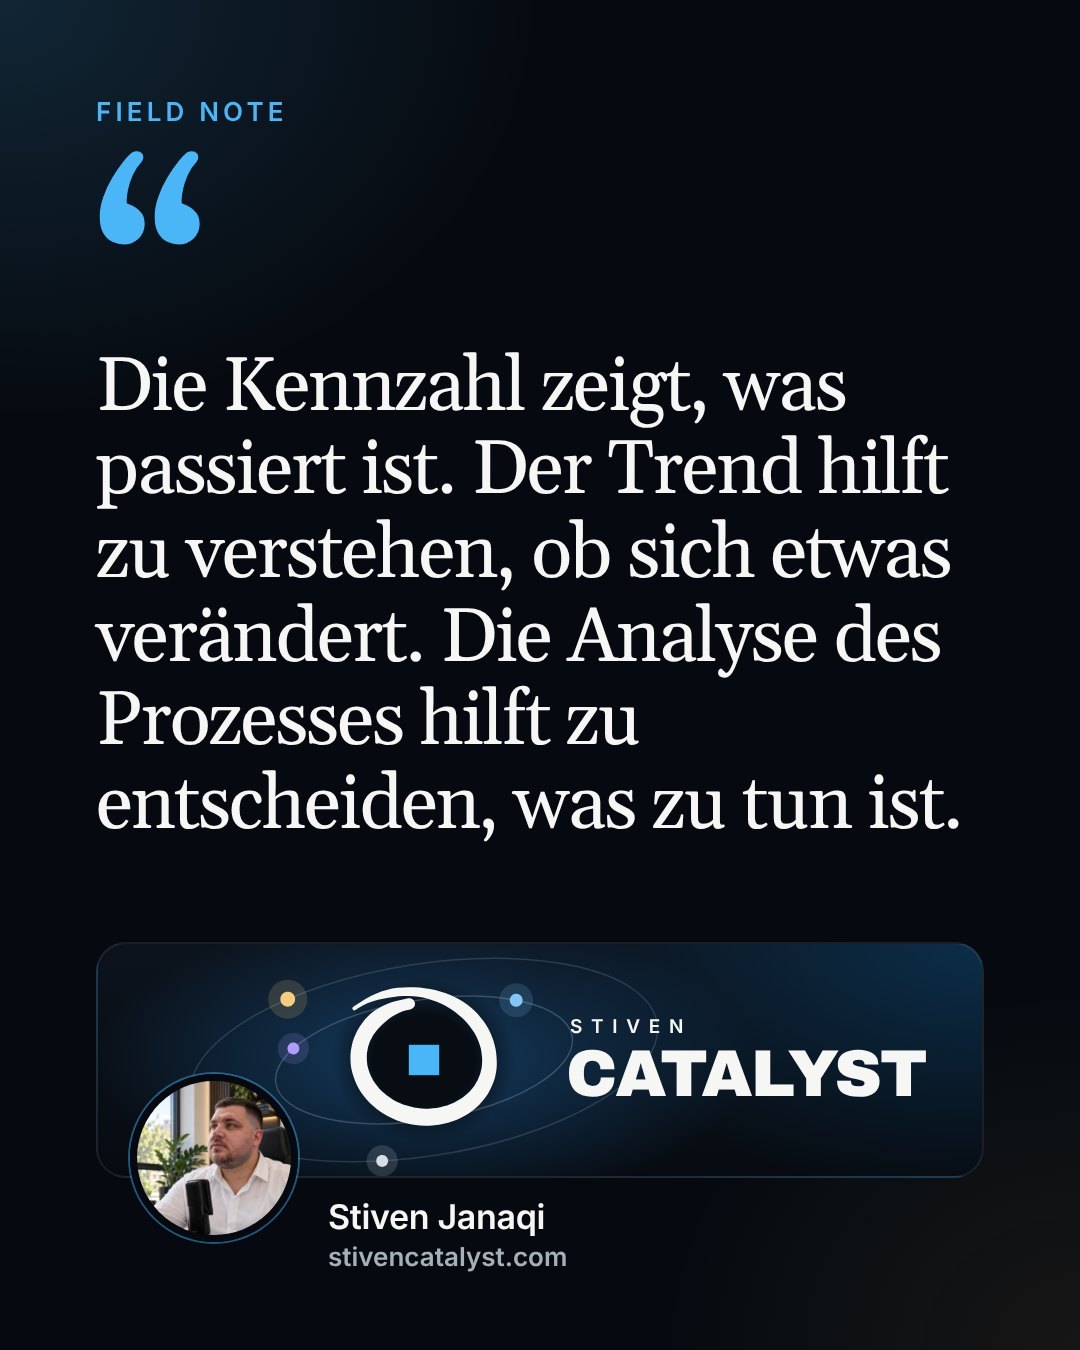 FIELD NOTE
“
Die Kennzahl zeigt, was
passiert ist. Der Trend hilft
zu verstehen, ob sich etwas
verändert. Die Analyse des
Prozesses hilft zu
entscheiden, was zu tun ist.
STIVEN
CATALYST
Stiven Janaqi
stivencatalyst.com